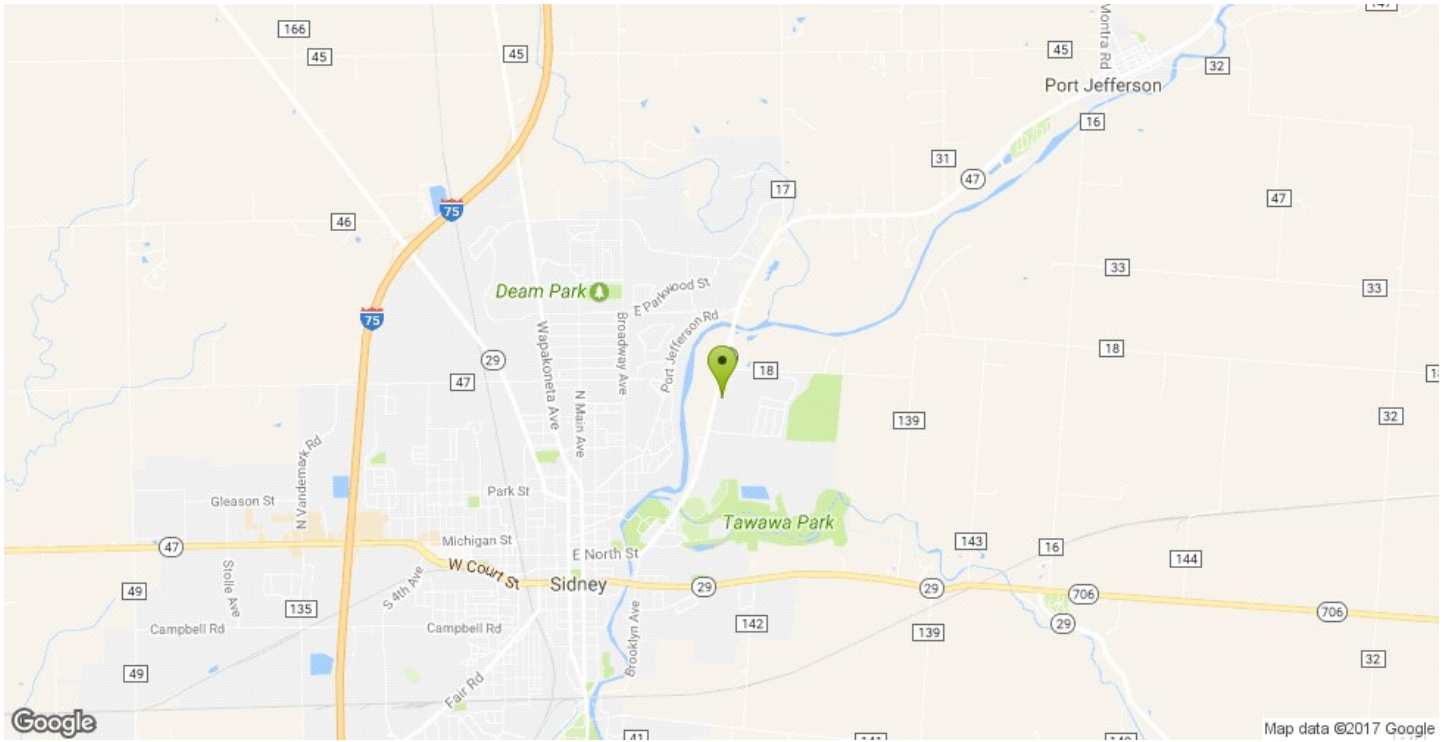 166
45
45
Montra Rd
45
32
Port Jefferson
16
31
47
17
47
75
46
33
33
Deam Park
E Parkwood St
75
Port Jefferson Rd
Broadway Ave
Wapakoneta Ave
29
18
18
47
N Main Ave
139
32
N Vandemark Rd
Park St
Gleason St
Tawawa Park
47
Michigan St
E North St
143
16
144
W Court St
Sidney
29
29
706
706
49
Stolle Ave
S 4th Ave
135
Campbell Rd
Campbell Rd
Brooklyn Ave
142
139
29
32
49
Fair Rd
41
Google
Map data ©2017 Google